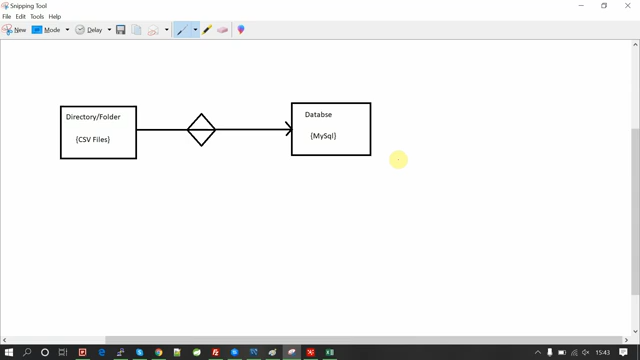 Snipping Tool
File Edit Tools Help
New Mode Delay
Directory/Folder
{CSV Files}
Databse
{MySql}
15:43